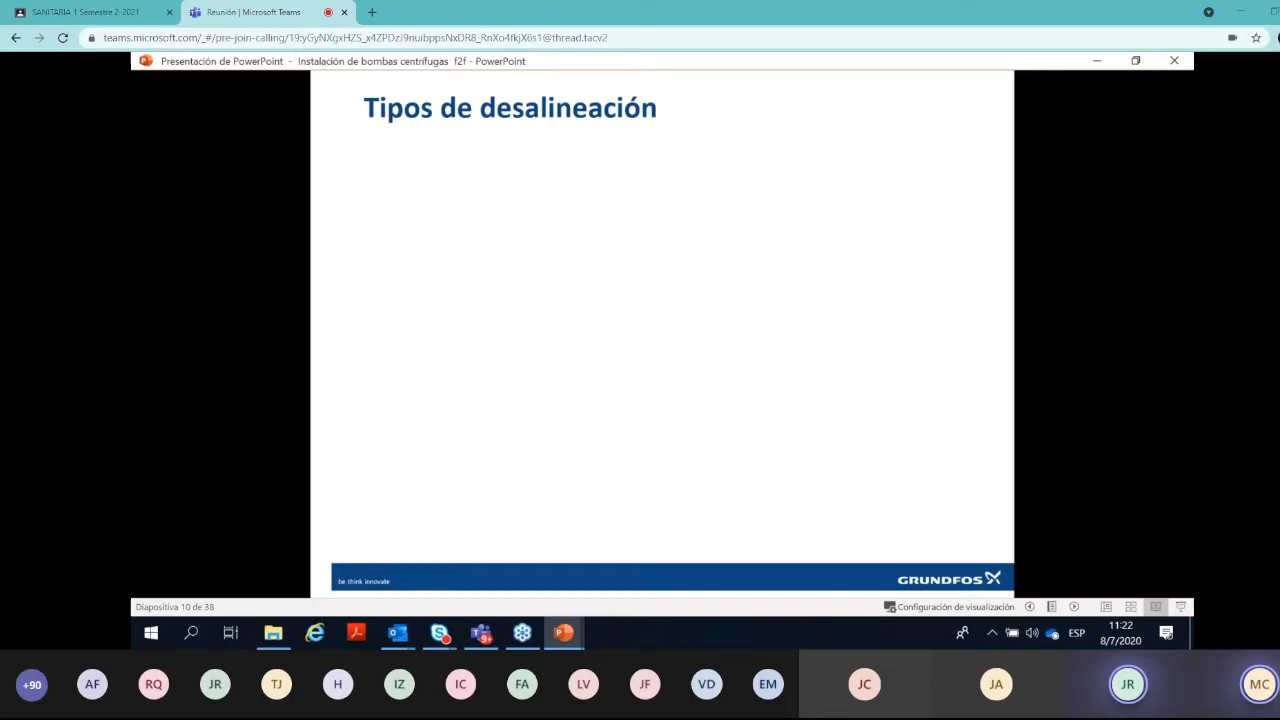 SANITARIA 1 Semestre 2-2021
Reunión | Microsoft Teams
teams.microsoft.com/_#/pre-join-calling/19:yGyNXgxHZS_x4ZPDzJ9nuibppsNxDR8_RnXo4fkjX6s1@thread.tacv2
Presentación de PowerPoint - Instalación de bombas centrífugas f2f - PowerPoint
Tipos de desalineación
be think innovate
GRUNDFOS
Diapositiva 10 de 38
Configuración de visualización
9+
ESP
11:22
8/7/2020
+90
AF
RQ
JR
TJ
H
IZ
IC
FA
LV
JF
VD
EM
JC
JA
JR
MC